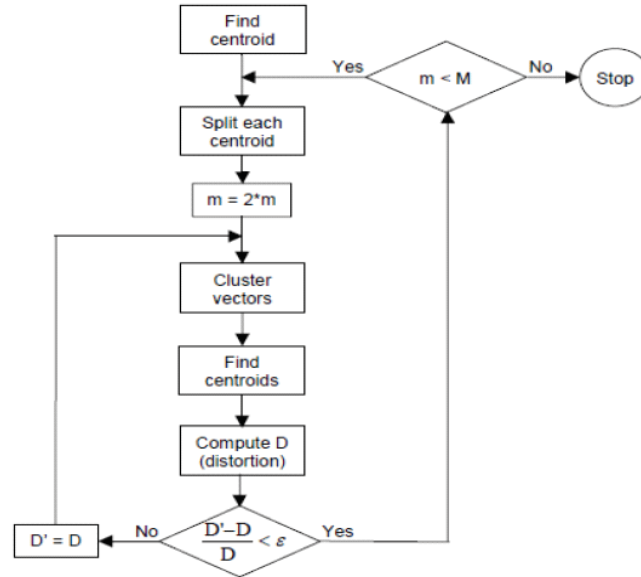 Find
centroid
Yes
m < M
No
Stop
Split each
centroid
m = 2*m
Cluster
vectors
Find
centroids
Compute D
(distortion)
D' = D
No
D'–D
D
< ε
Yes